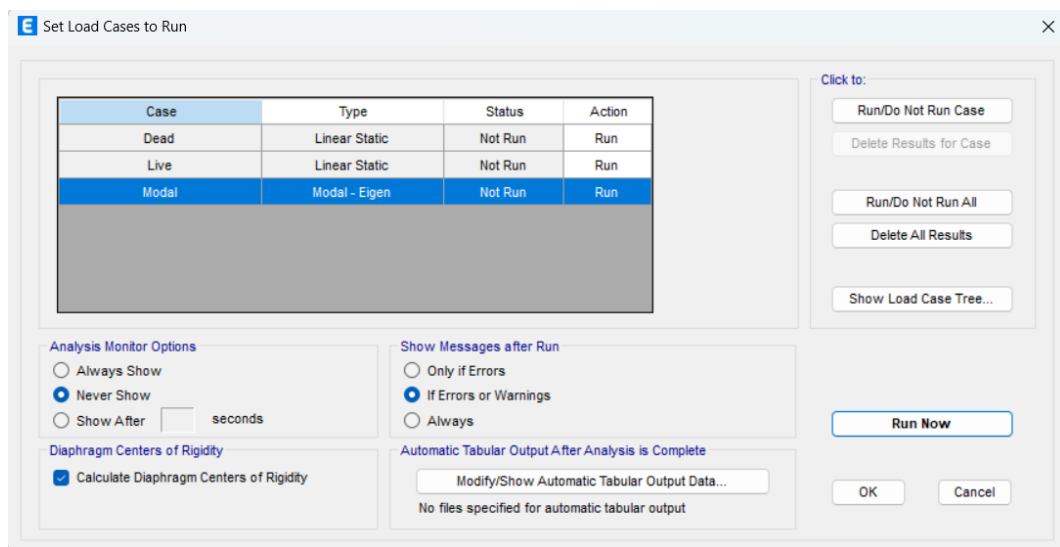 E Set Load Cases to Run
Click to:
Case Type Status Action
Dead Linear Static Not Run Run
Live Linear Static Not Run Run
Modal Modal - Eigen Not Run Run
Run/Do Not Run Case
Delete Results for Case
Run/Do Not Run All
Delete All Results
Show Load Case Tree...
Analysis Monitor Options
Always Show
Never Show
Show After seconds
Show Messages after Run
Only if Errors
If Errors or Warnings
Always
Run Now
Diaphragm Centers of Rigidity
Calculate Diaphragm Centers of Rigidity
Automatic Tabular Output After Analysis is Complete
Modify/Show Automatic Tabular Output Data...
No files specified for automatic tabular output
OK Cancel